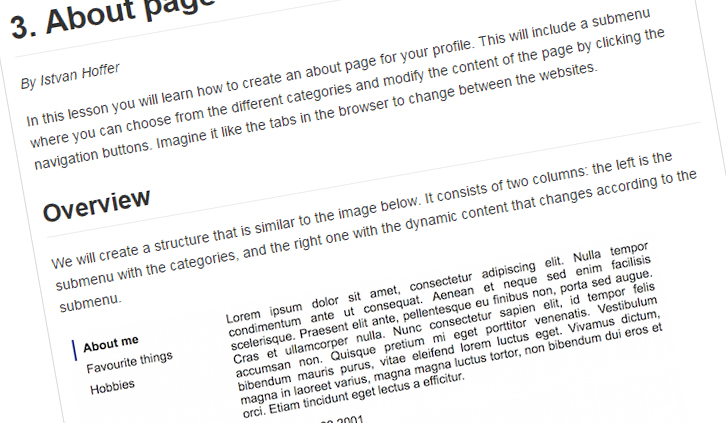 3. About page
By Istvan Hoffer
In this lesson you will learn how to create an about page for your profile. This will include a submenu
where you can choose from the different categories and modify the content of the page by clicking the
navigation buttons. Imagine it like the tabs in the browser to change between the websites.
Overview
We will create a structure that is similar to the image below. It consists of two columns: the left is the
submenu with the categories, and the right one with the dynamic content that changes according to the
submenu.
About me
Favourite things
Hobbies
Lorem ipsum dolor sit amet, consectetur adipiscing elit. Nulla tempor
condimentum ante ut consequat. Aenean et neque sed enim facilisis
scelerisque. Praesent elit ante, pellentesque eu finibus non, porta sed augue.
Cras et ullamcorper nulla. Nunc consectetur sapien elit, id tempor felis
accumsan non. Quisque pretium mi eget porttitor venenatis. Vestibulum
bibendum mauris purus, vitae eleifend lorem luctus eget. Vivamus dictum,
magna in laoreet varius, magna magna luctus tortor, non bibendum dui eros et
orci. Etiam tincidunt eget lectus a efficitur.
2001